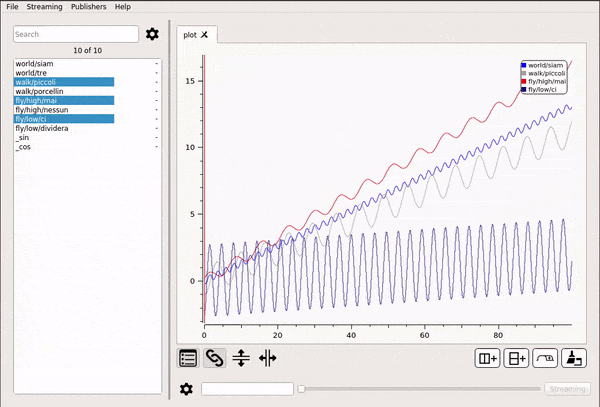 File Streaming Publishers Help
Search
10 of 10
world/siam -
world/tre -
walk/piccoli -
walk/porcellin -
fly/high/mai -
fly/high/nessun -
fly/low/ci -
fly/low/dividera -
_sin -
_cos -
plot
world/siam
walk/piccoli
fly/high/mai
fly/low/ci
15
10
5
0
0 20 40 60 80
Streaming